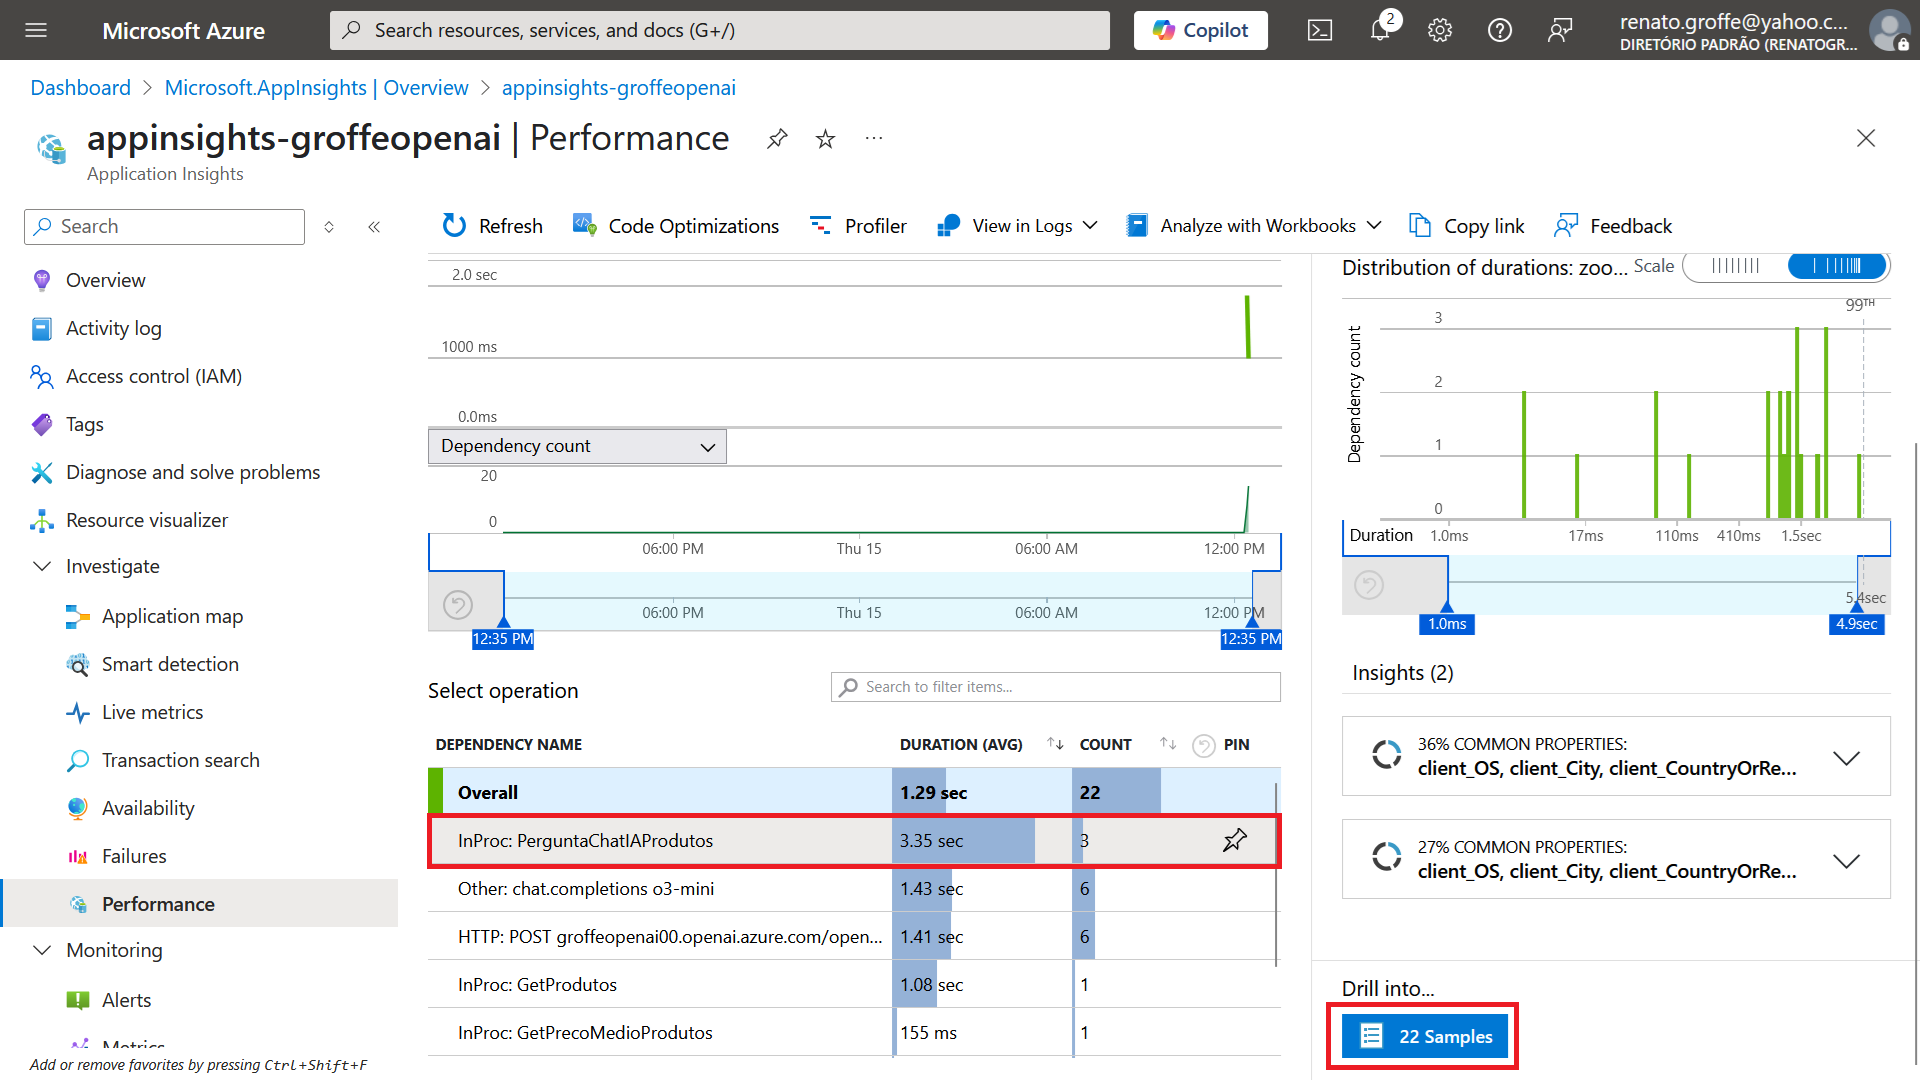 Microsoft Azure
Search resources, services, and docs (G+/)
Copilot
2
renato.groffe@yahoo.c...
DIRETÓRIO PADRÃO (RENATOGR...
Dashboard > Microsoft.AppInsights | Overview > appinsights-groffeopenai
appinsights-groffeopenai | Performance
Application Insights
Search
Refresh
Code Optimizations
Profiler
View in Logs
Analyze with Workbooks
Copy link
Feedback
Overview
Activity log
Access control (IAM)
Tags
Diagnose and solve problems
Resource visualizer
Investigate
Application map
Smart detection
Live metrics
Transaction search
Availability
Failures
Performance
Monitoring
Alerts
Metrics
Add or remove favorites by pressing Ctrl+Shift+F
2.0 sec
1000 ms
0.0ms
Dependency count
20
0
06:00 PM
Thu 15
06:00 AM
12:00 PM
06:00 PM
Thu 15
06:00 AM
12:00 PM
12:35 PM
12:35 PM
Select operation
Search to filter items...
DEPENDENCY NAME
DURATION (AVG)
COUNT
PIN
Overall 1.29 sec 22
InProc: PerguntaChatIAProdutos 3.35 sec 3
Other: chat.completions o3-mini 1.43 sec 6
HTTP: POST groffeopenai00.openai.azure.com/open... 1.41 sec 6
InProc: GetProdutos 1.08 sec 1
InProc: GetPrecoMedioProdutos 155 ms 1
Distribution of durations: zoo...
Scale
99TH
Dependency count
3
2
1
0
Duration
1.0ms
17ms
110ms
410ms
1.5sec
5.4sec
1.0ms
4.9sec
Insights (2)
36% COMMON PROPERTIES:
client_OS, client_City, client_CountryOrRe...
27% COMMON PROPERTIES:
client_OS, client_City, client_CountryOrRe...
Drill into...
22 Samples